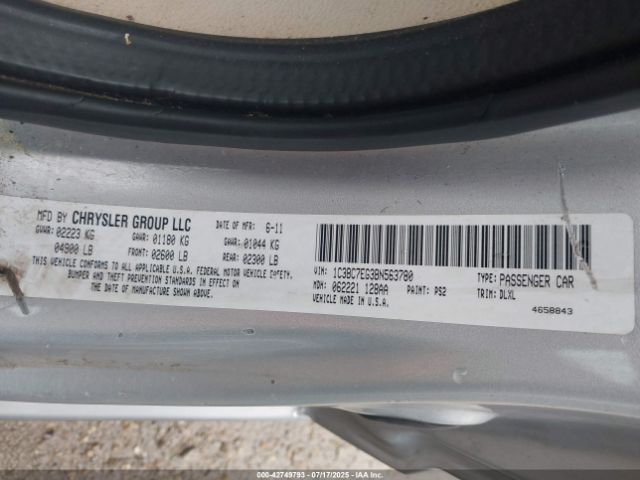 MFD BY CHRYSLER GROUP LLC DATE OF MFR: 6-11
GVWR: 02223 KG GAWR: 01180 KG GAWR: 01044 KG
04900 LB FRONT: 02600 LB REAR: 02300 LB
THIS VEHICLE CONFORMS TO ALL APPLICABLE U.S.A. FEDERAL MOTOR VEHICLE SAFETY,
BUMPER AND THEFT PREVENTION STANDARDS IN EFFECT ON
THE DATE OF MANUFACTURE SHOWN ABOVE.
VIN: 1C3BC7EG3BN563780 TYPE: PASSENGER CAR
MDH: 062221 128AA PAINT: PS2 TRIM: DLXL
VEHICLE MADE IN U.S.A. 4658843
000-42749793 - 07/17/2025 - IAAI.COM